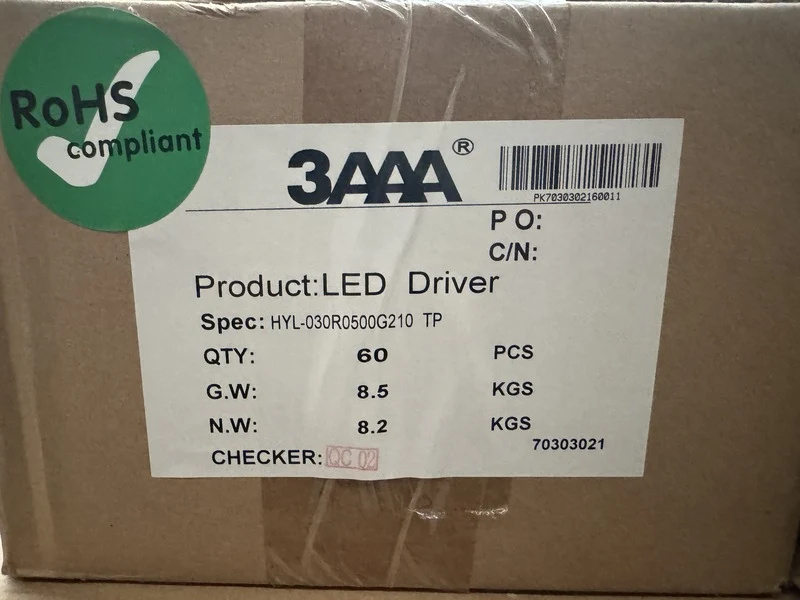 RoHS
compliant
3AAA®
PK7030302160011
P O:
C/N:
Product:LED Driver
Spec: HYL-030R0500G210 TP
QTY: 60 PCS
G.W: 8.5 KGS
N.W: 8.2 KGS
70303021
CHECKER: QC 02